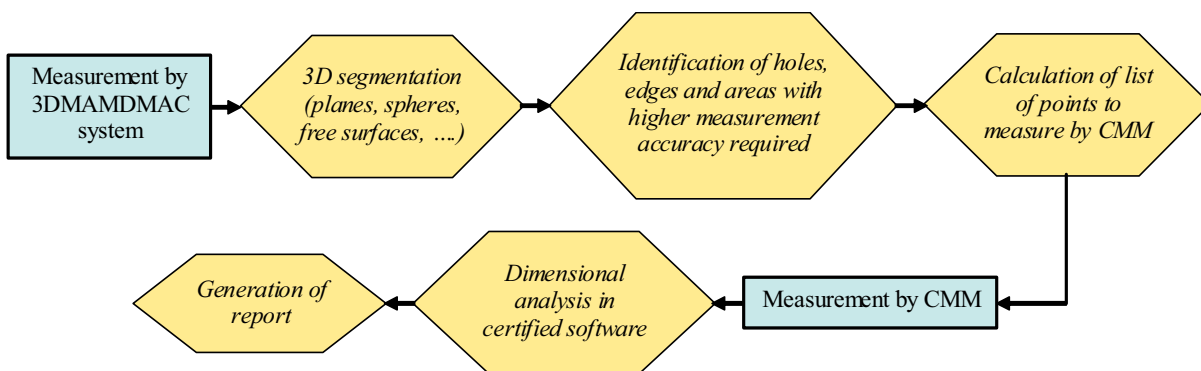 Measurement by
3DMAMDMAC
system
3D segmentation
(planes, spheres,
free surfaces, ….)
Identification of holes,
edges and areas with
higher measurement
accuracy required
Calculation of list
of points to
measure by CMM
Generation of
report
Dimensional
analysis in
certified software
Measurement by CMM